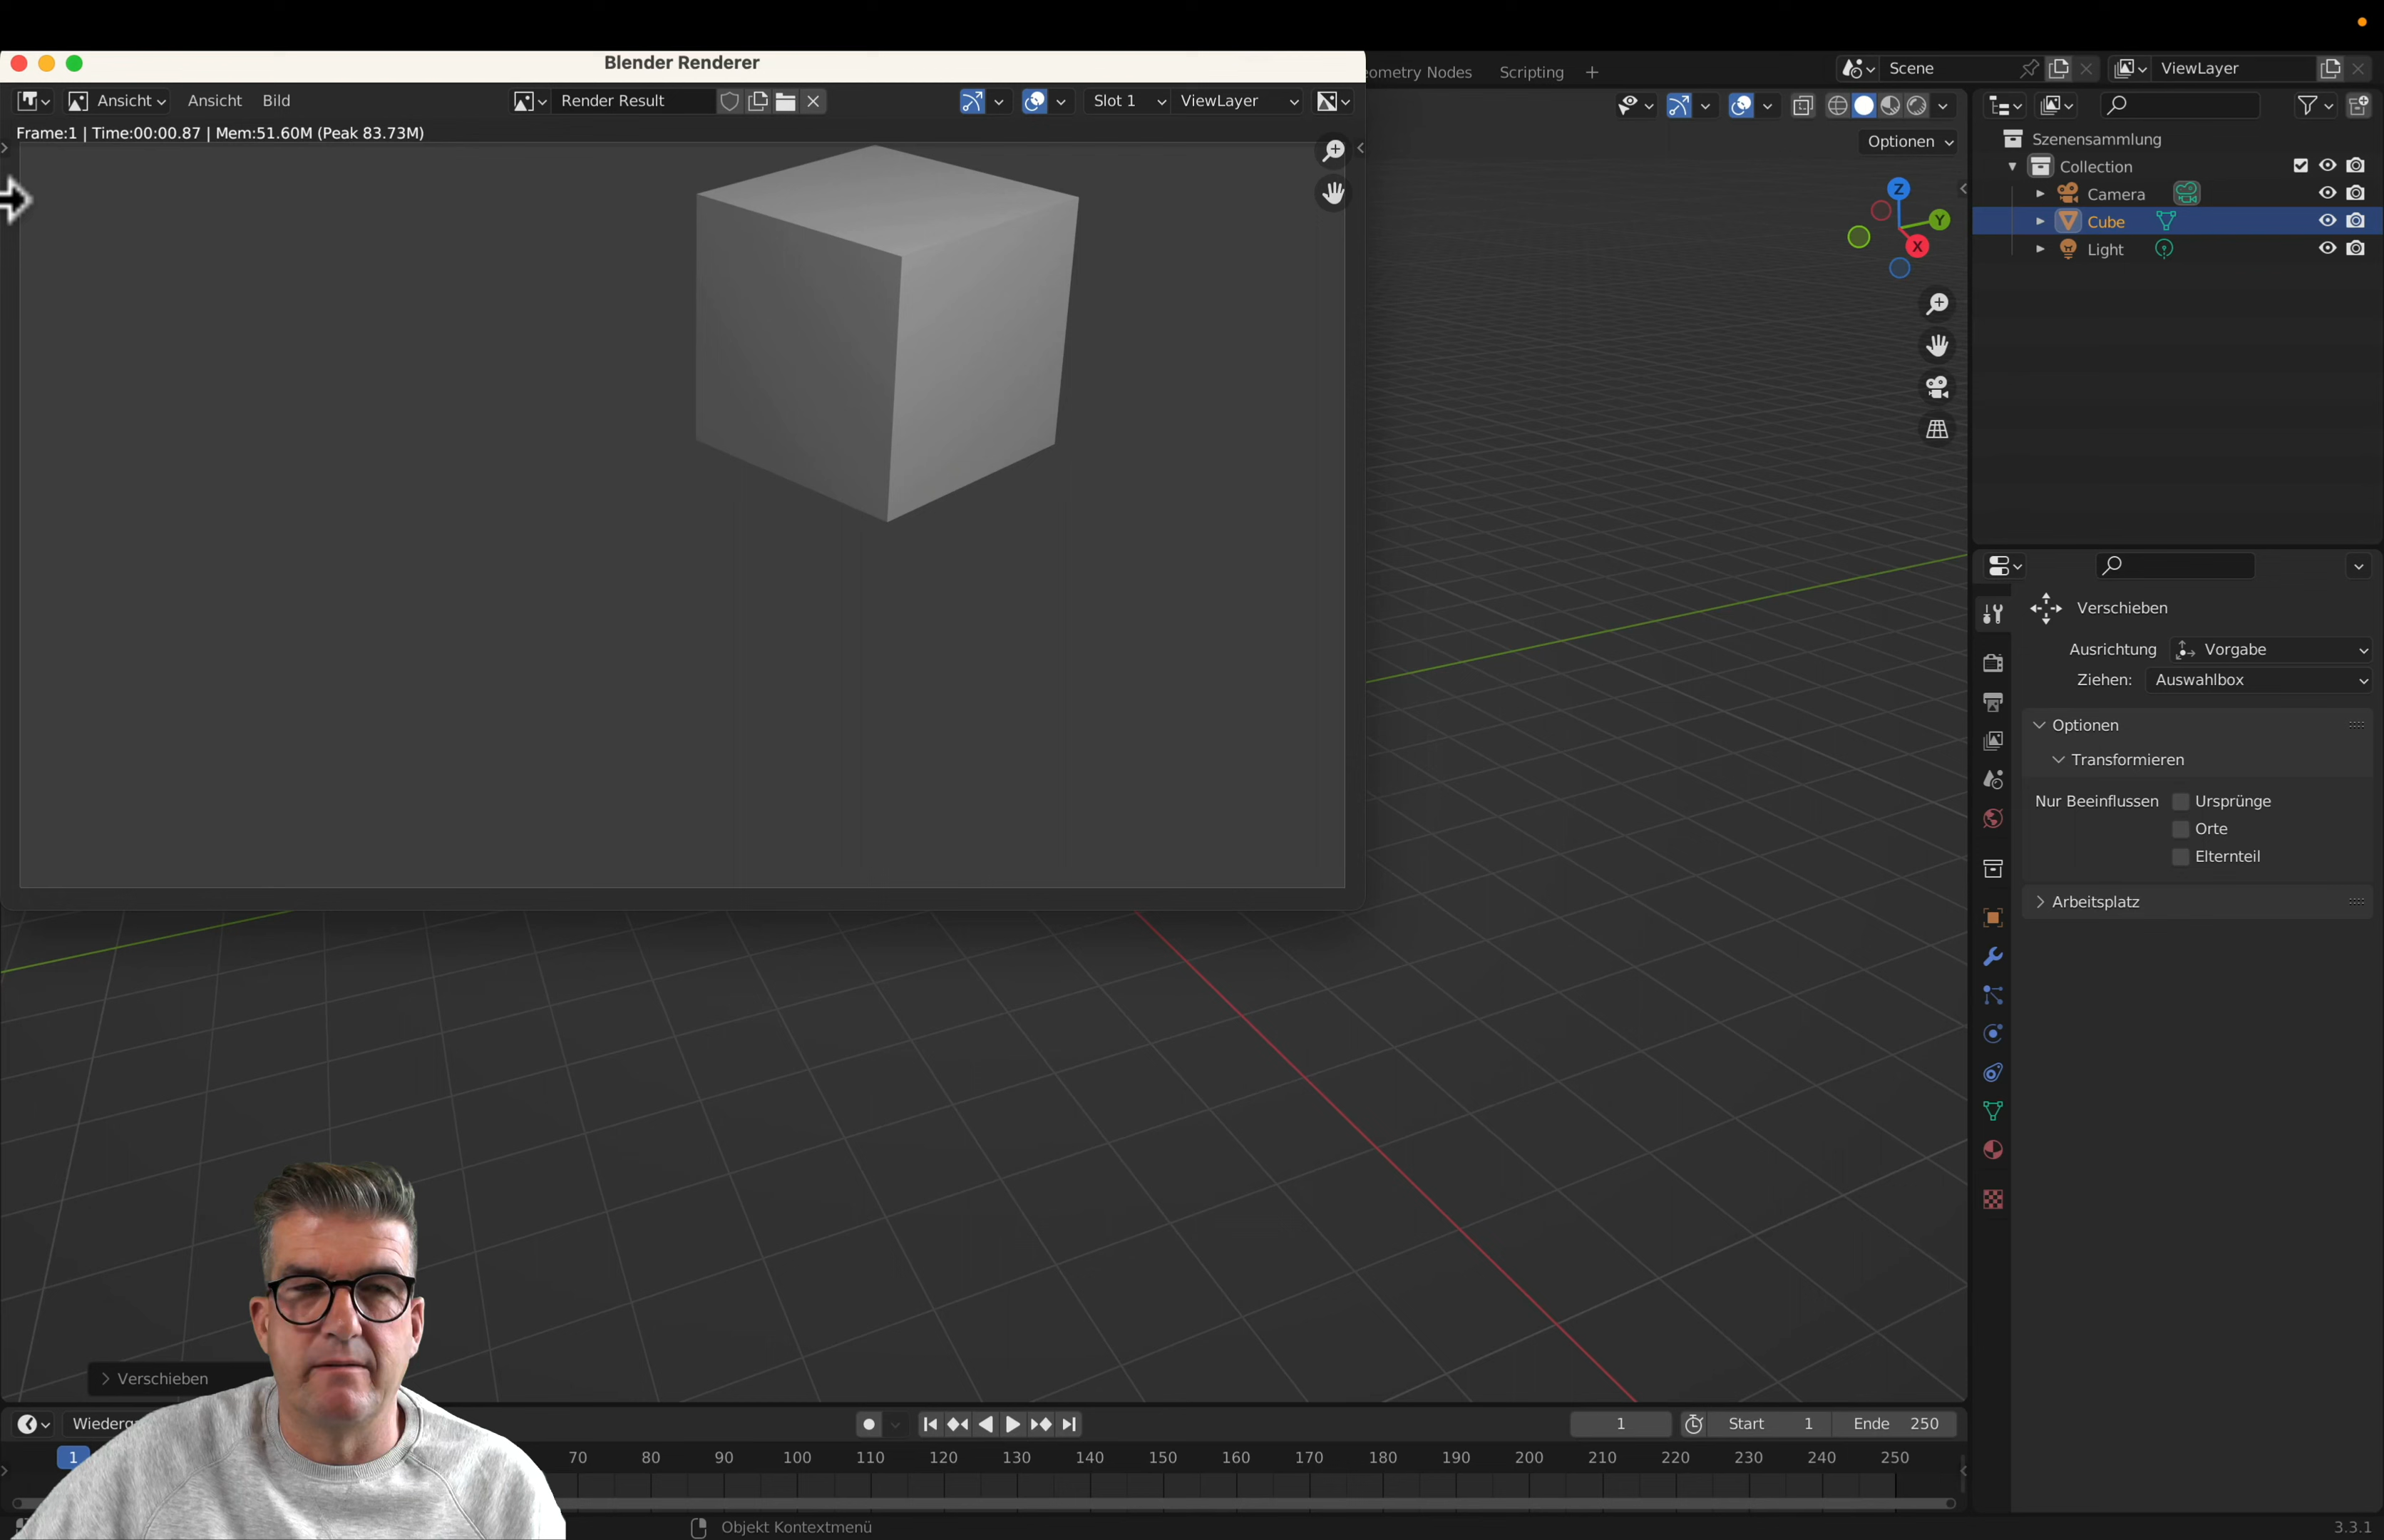 Blender Renderer
eometry Nodes Scripting + Scene ViewLayer
Ansicht Ansicht Bild Render Result Slot 1 ViewLayer
Frame:1 | Time:00:00.87 | Mem:51.60M (Peak 83.73M)
Optionen
Z
Y
X
Szenensammlung
Collection
Camera
Cube
Light
Verschieben
Ausrichtung Vorgabe
Ziehen: Auswahlbox
Optionen
Transformieren
Nur Beeinflussen Ursprünge
Orte
Elternteil
Arbeitsplatz
Verschieben
Wiederg 1 Start 1 Ende 250
1 70 80 90 100 110 120 130 140 150 160 170 180 190 200 210 220 230 240 250
Objekt Kontextmenü 3.3.1